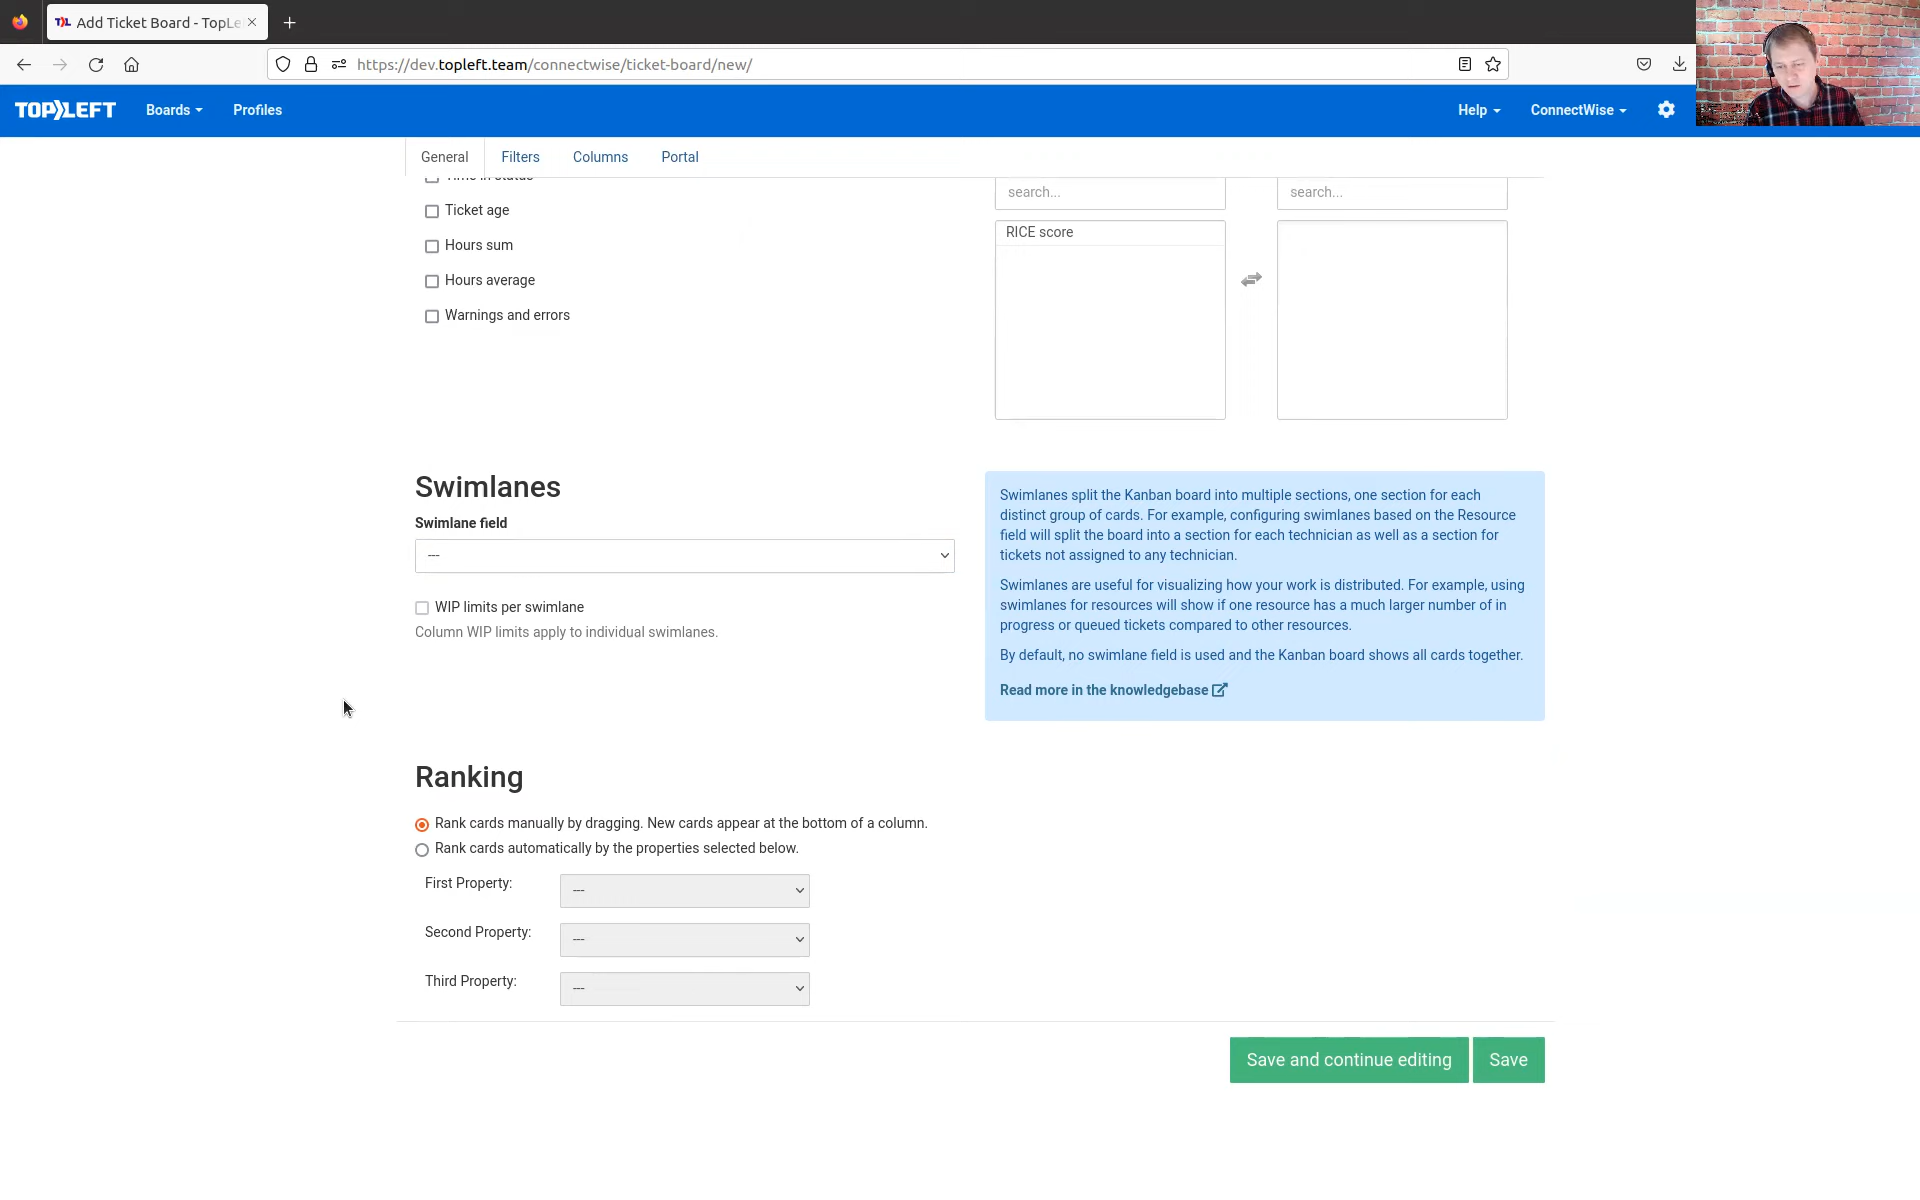 Add Ticket Board - TopLe
https://dev.topleft.team/connectwise/ticket-board/new/
TOP LEFT
Boards
Profiles
Help
ConnectWise
General
Filters
Columns
Portal
Time in status
search...
search...
Ticket age
RICE score
Hours sum
Hours average
Warnings and errors
Swimlanes
Swimlane field
---
WIP limits per swimlane
Column WIP limits apply to individual swimlanes.
Swimlanes split the Kanban board into multiple sections, one section for each
distinct group of cards. For example, configuring swimlanes based on the Resource
field will split the board into a section for each technician as well as a section for
tickets not assigned to any technician.
Swimlanes are useful for visualizing how your work is distributed. For example, using
swimlanes for resources will show if one resource has a much larger number of in
progress or queued tickets compared to other resources.
By default, no swimlane field is used and the Kanban board shows all cards together.
Read more in the knowledgebase
Ranking
Rank cards manually by dragging. New cards appear at the bottom of a column.
Rank cards automatically by the properties selected below.
First Property:
---
Second Property:
---
Third Property:
---
Save and continue editing
Save